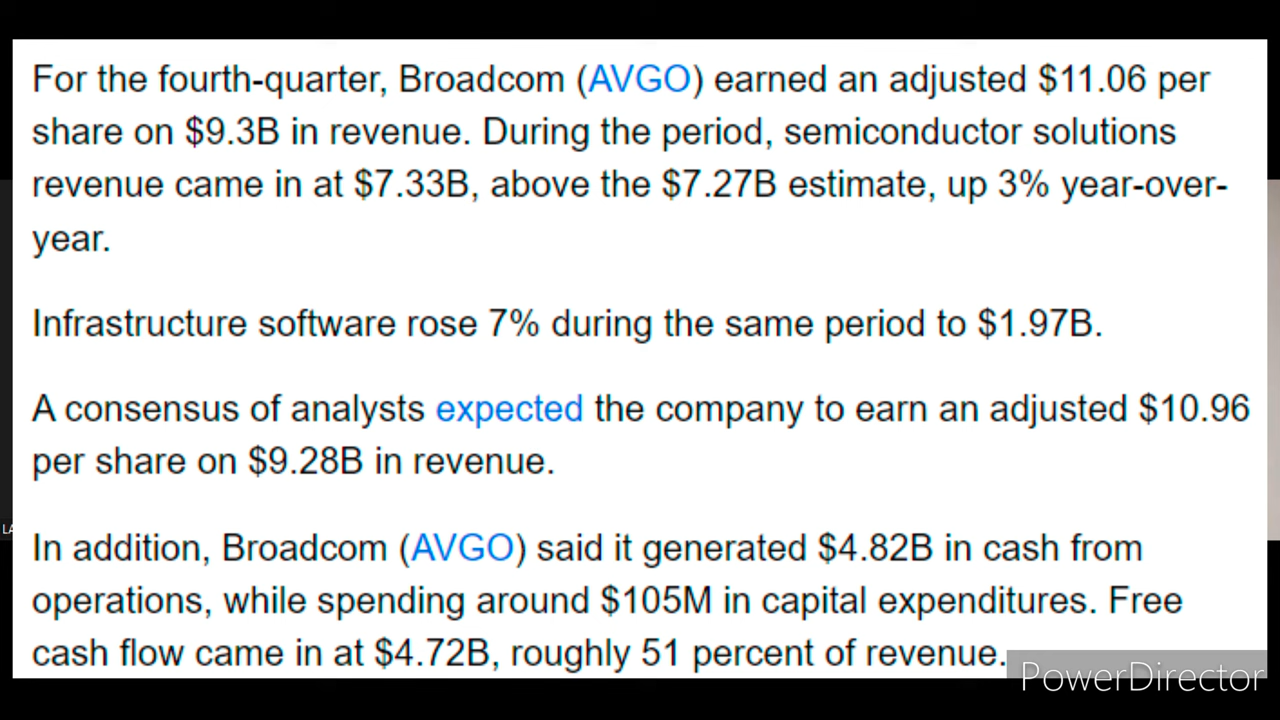 For the fourth-quarter, Broadcom (AVGO) earned an adjusted $11.06 per
share on $9.3B in revenue. During the period, semiconductor solutions
revenue came in at $7.33B, above the $7.27B estimate, up 3% year-over-
year.
Infrastructure software rose 7% during the same period to $1.97B.
A consensus of analysts expected the company to earn an adjusted $10.96
per share on $9.28B in revenue.
LA
In addition, Broadcom (AVGO) said it generated $4.82B in cash from
operations, while spending around $105M in capital expenditures. Free
cash flow came in at $4.72B, roughly 51 percent of revenue.
PowerDirector